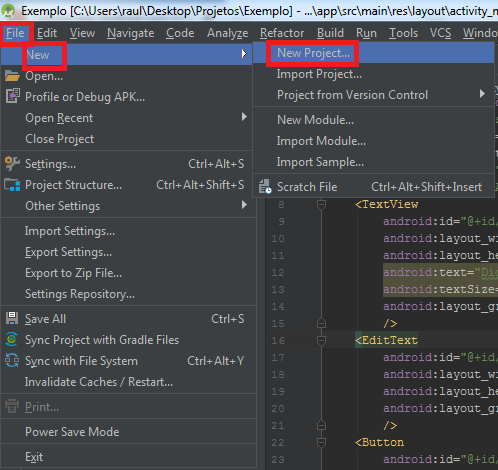 Exemplo [C:\Users\raul\Desktop\Projetos\Exemplo] - ...\app\src\main\res\layout\activity_m
File Edit View Navigate Code Analyze Refactor Build Run Tools VCS Window
New
Open...
Profile or Debug APK...
Open Recent
Close Project
Settings... Ctrl+Alt+S
Project Structure... Ctrl+Alt+Shift+S
Other Settings
Import Settings...
Export Settings...
Export to Zip File...
Settings Repository...
Save All Ctrl+S
Sync Project with Gradle Files
Sync with File System Ctrl+Alt+Y
Invalidate Caches / Restart...
Print...
Power Save Mode
Exit
New Project...
Import Project...
Project from Version Control
New Module...
Import Module...
Import Sample...
Scratch File Ctrl+Alt+Shift+Insert
8 <TextView
9 android:id="@+id/
10 android:layout_wi
11 android:layout_he
12 android:text="Dig
13 android:textSize=
14 android:layout_gr
15 />
16 <EditText
17 android:id="@+id/
18 android:layout_wi
19 android:layout_he
20 android:layout_gr
21 />
22 <Button
23 android:id="@+id/